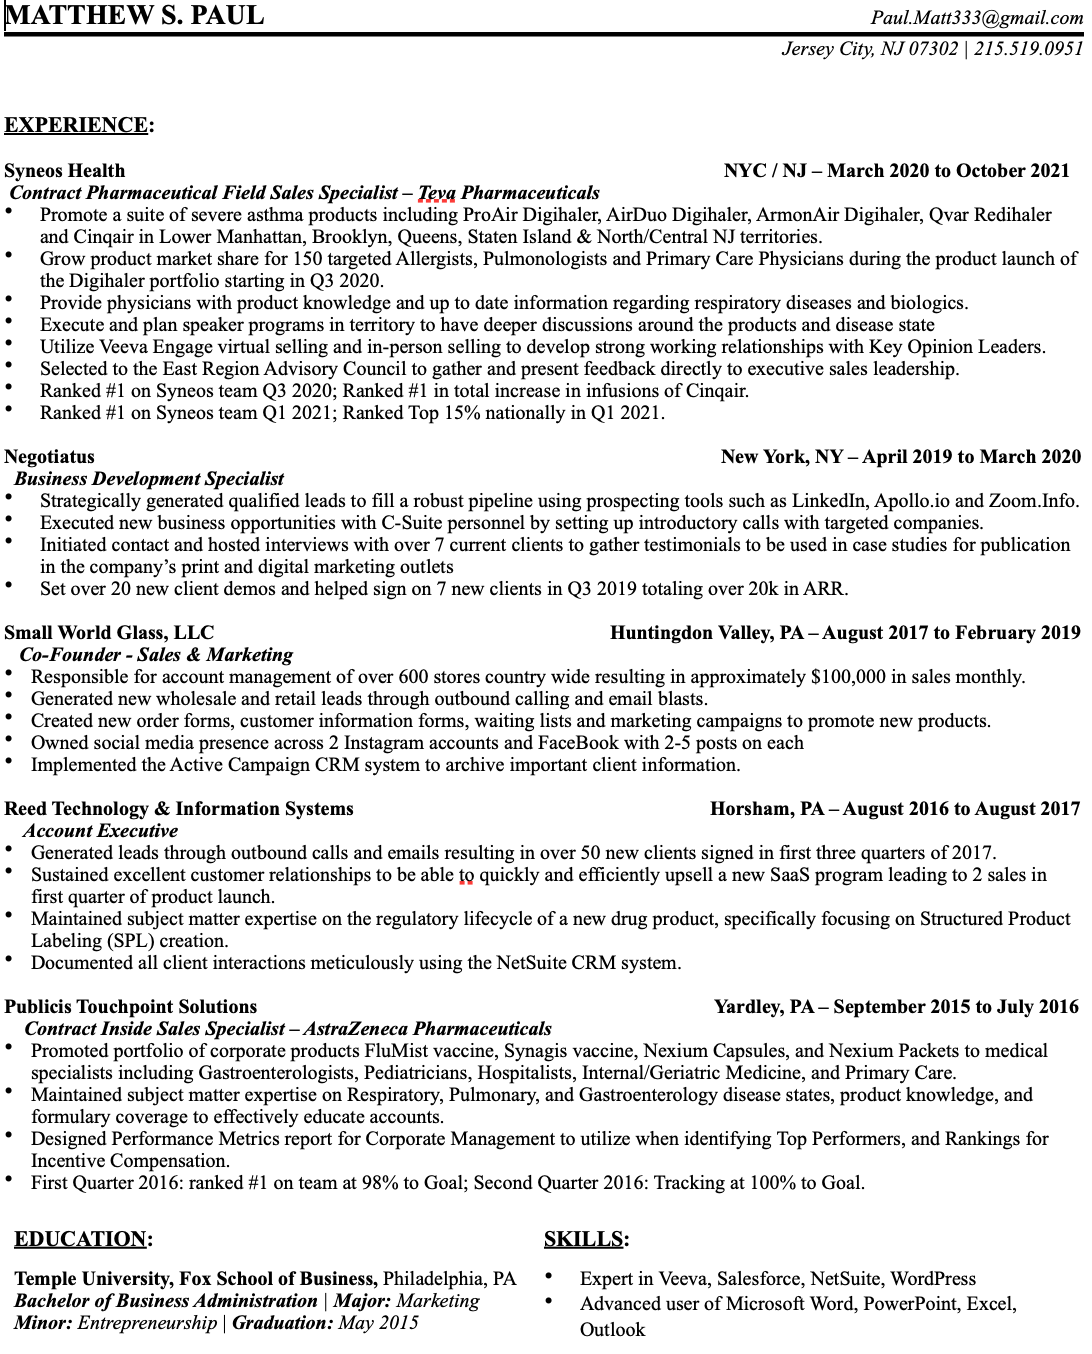 MATTHEW S. PAUL Paul.Matt333@gmail.com
Jersey City, NJ 07302 | 215.519.0951
EXPERIENCE:
Syneos Health NYC / NJ – March 2020 to October 2021
Contract Pharmaceutical Field Sales Specialist – Teva Pharmaceuticals
• Promote a suite of severe asthma products including ProAir Digihaler, AirDuo Digihaler, ArmonAir Digihaler, Qvar Redihaler
and Cinqair in Lower Manhattan, Brooklyn, Queens, Staten Island & North/Central NJ territories.
• Grow product market share for 150 targeted Allergists, Pulmonologists and Primary Care Physicians during the product launch of
the Digihaler portfolio starting in Q3 2020.
• Provide physicians with product knowledge and up to date information regarding respiratory diseases and biologics.
• Execute and plan speaker programs in territory to have deeper discussions around the products and disease state
• Utilize Veeva Engage virtual selling and in-person selling to develop strong working relationships with Key Opinion Leaders.
• Selected to the East Region Advisory Council to gather and present feedback directly to executive sales leadership.
• Ranked #1 on Syneos team Q3 2020; Ranked #1 in total increase in infusions of Cinqair.
• Ranked #1 on Syneos team Q1 2021; Ranked Top 15% nationally in Q1 2021.
Negotiatus New York, NY – April 2019 to March 2020
Business Development Specialist
• Strategically generated qualified leads to fill a robust pipeline using prospecting tools such as LinkedIn, Apollo.io and Zoom.Info.
• Executed new business opportunities with C-Suite personnel by setting up introductory calls with targeted companies.
• Initiated contact and hosted interviews with over 7 current clients to gather testimonials to be used in case studies for publication
in the company’s print and digital marketing outlets
• Set over 20 new client demos and helped sign on 7 new clients in Q3 2019 totaling over 20k in ARR.
Small World Glass, LLC Huntingdon Valley, PA – August 2017 to February 2019
Co-Founder - Sales & Marketing
• Responsible for account management of over 600 stores country wide resulting in approximately $100,000 in sales monthly.
• Generated new wholesale and retail leads through outbound calling and email blasts.
• Created new order forms, customer information forms, waiting lists and marketing campaigns to promote new products.
• Owned social media presence across 2 Instagram accounts and FaceBook with 2-5 posts on each
• Implemented the Active Campaign CRM system to archive important client information.
Reed Technology & Information Systems Horsham, PA – August 2016 to August 2017
Account Executive
• Generated leads through outbound calls and emails resulting in over 50 new clients signed in first three quarters of 2017.
• Sustained excellent customer relationships to be able to quickly and efficiently upsell a new SaaS program leading to 2 sales in
first quarter of product launch.
• Maintained subject matter expertise on the regulatory lifecycle of a new drug product, specifically focusing on Structured Product
Labeling (SPL) creation.
• Documented all client interactions meticulously using the NetSuite CRM system.
Publicis Touchpoint Solutions Yardley, PA – September 2015 to July 2016
Contract Inside Sales Specialist – AstraZeneca Pharmaceuticals
• Promoted portfolio of corporate products FluMist vaccine, Synagis vaccine, Nexium Capsules, and Nexium Packets to medical
specialists including Gastroenterologists, Pediatricians, Hospitalists, Internal/Geriatric Medicine, and Primary Care.
• Maintained subject matter expertise on Respiratory, Pulmonary, and Gastroenterology disease states, product knowledge, and
formulary coverage to effectively educate accounts.
• Designed Performance Metrics report for Corporate Management to utilize when identifying Top Performers, and Rankings for
Incentive Compensation.
• First Quarter 2016: ranked #1 on team at 98% to Goal; Second Quarter 2016: Tracking at 100% to Goal.
EDUCATION:
Temple University, Fox School of Business, Philadelphia, PA
Bachelor of Business Administration | Major: Marketing
Minor: Entrepreneurship | Graduation: May 2015
SKILLS:
• Expert in Veeva, Salesforce, NetSuite, WordPress
• Advanced user of Microsoft Word, PowerPoint, Excel,
Outlook